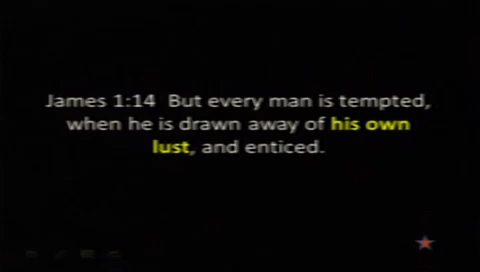 James 1:14 But every man is tempted,
when he is drawn away of his own
lust, and enticed.